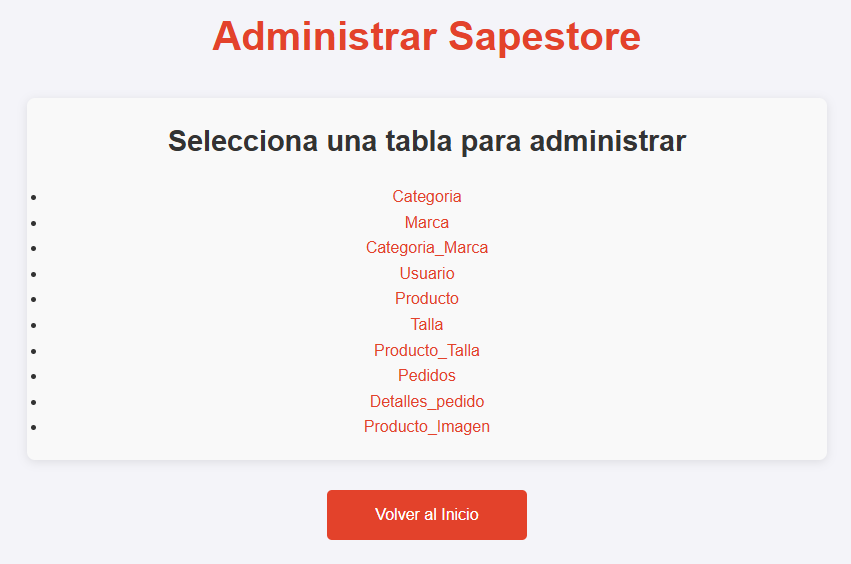 Administrar Sapestore
Selecciona una tabla para administrar
Categoria
Marca
Categoria_Marca
Usuario
Producto
Talla
Producto_Talla
Pedidos
Detalles_pedido
Producto_Imagen
Volver al Inicio